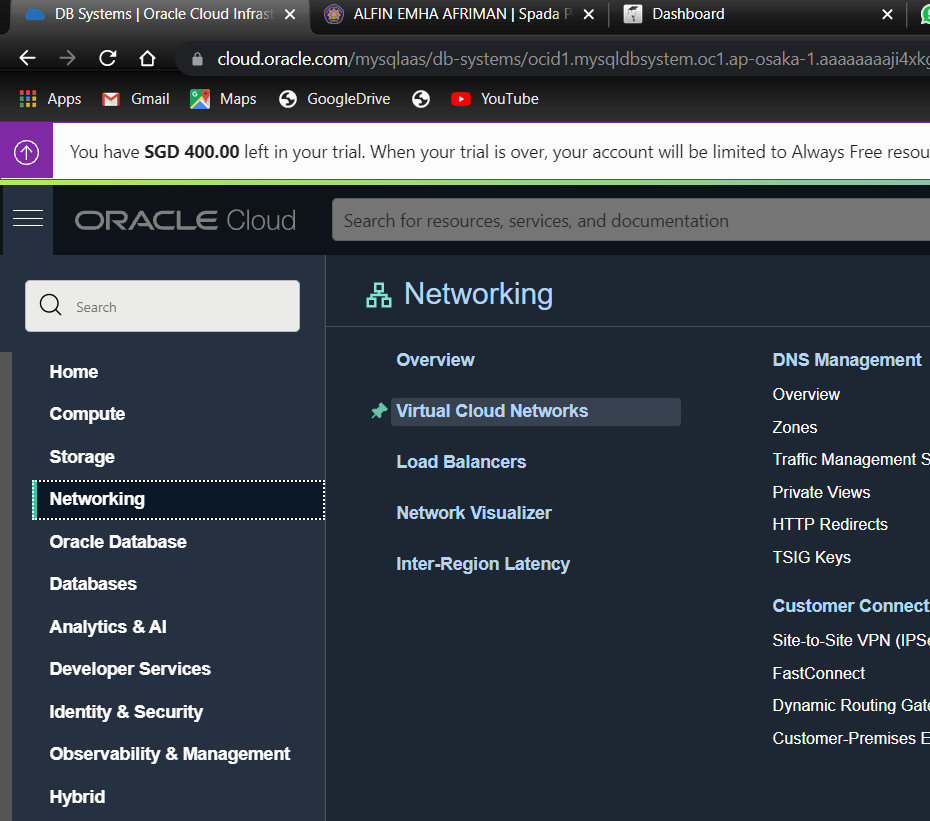 DB Systems | Oracle Cloud Infrast
ALFIN EMHA AFRIMAN | Spada P
Dashboard
cloud.oracle.com/mysqlaas/db-systems/ocid1.mysqldbsystem.oc1.ap-osaka-1.aaaaaaaaji4xkg
Apps
Gmail
Maps
GoogleDrive
YouTube
You have SGD 400.00 left in your trial. When your trial is over, your account will be limited to Always Free resou
ORACLE Cloud
Search for resources, services, and documentation
Search
Home
Compute
Storage
Networking
Oracle Database
Databases
Analytics & AI
Developer Services
Identity & Security
Observability & Management
Hybrid
Networking
Overview
Virtual Cloud Networks
Load Balancers
Network Visualizer
Inter-Region Latency
DNS Management
Overview
Zones
Traffic Management S
Private Views
HTTP Redirects
TSIG Keys
Customer Connect
Site-to-Site VPN (IPSe
FastConnect
Dynamic Routing Gate
Customer-Premises E